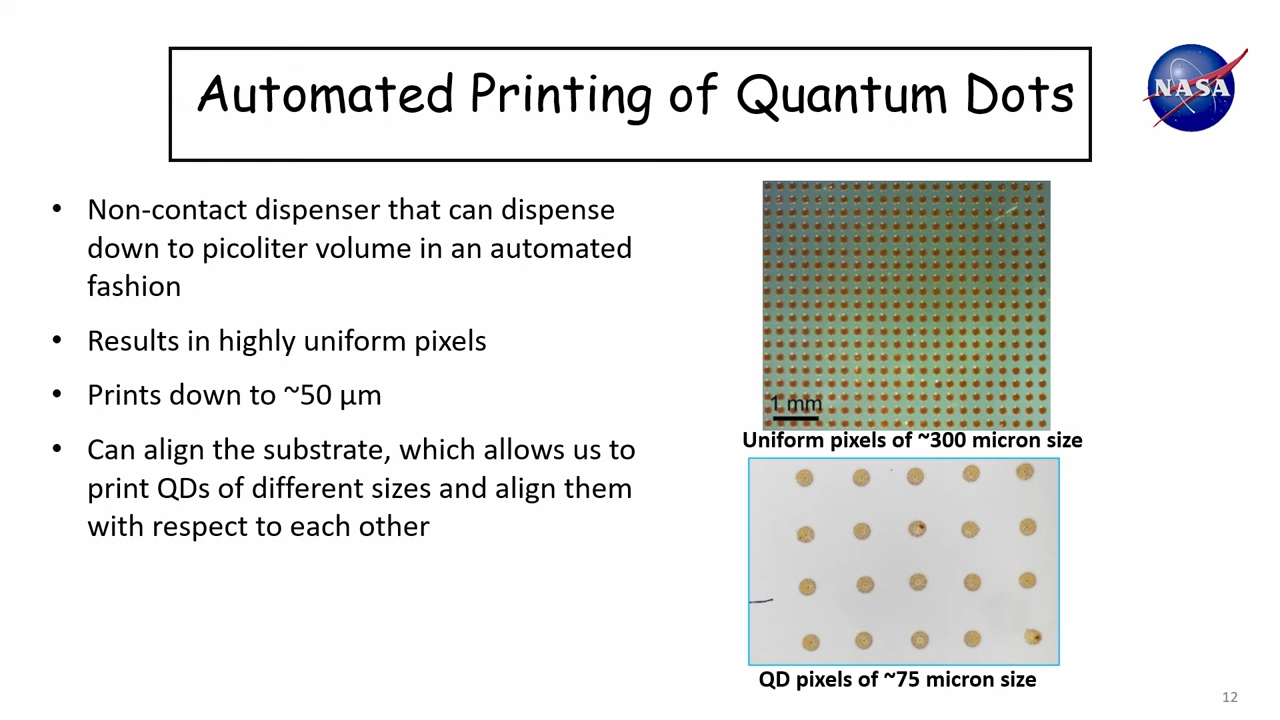 Automated Printing of Quantum Dots
NASA
• Non-contact dispenser that can dispense
down to picoliter volume in an automated
fashion
• Results in highly uniform pixels
• Prints down to ~50 µm
• Can align the substrate, which allows us to
print QDs of different sizes and align them
with respect to each other
1 mm
Uniform pixels of ~300 micron size
QD pixels of ~75 micron size
12